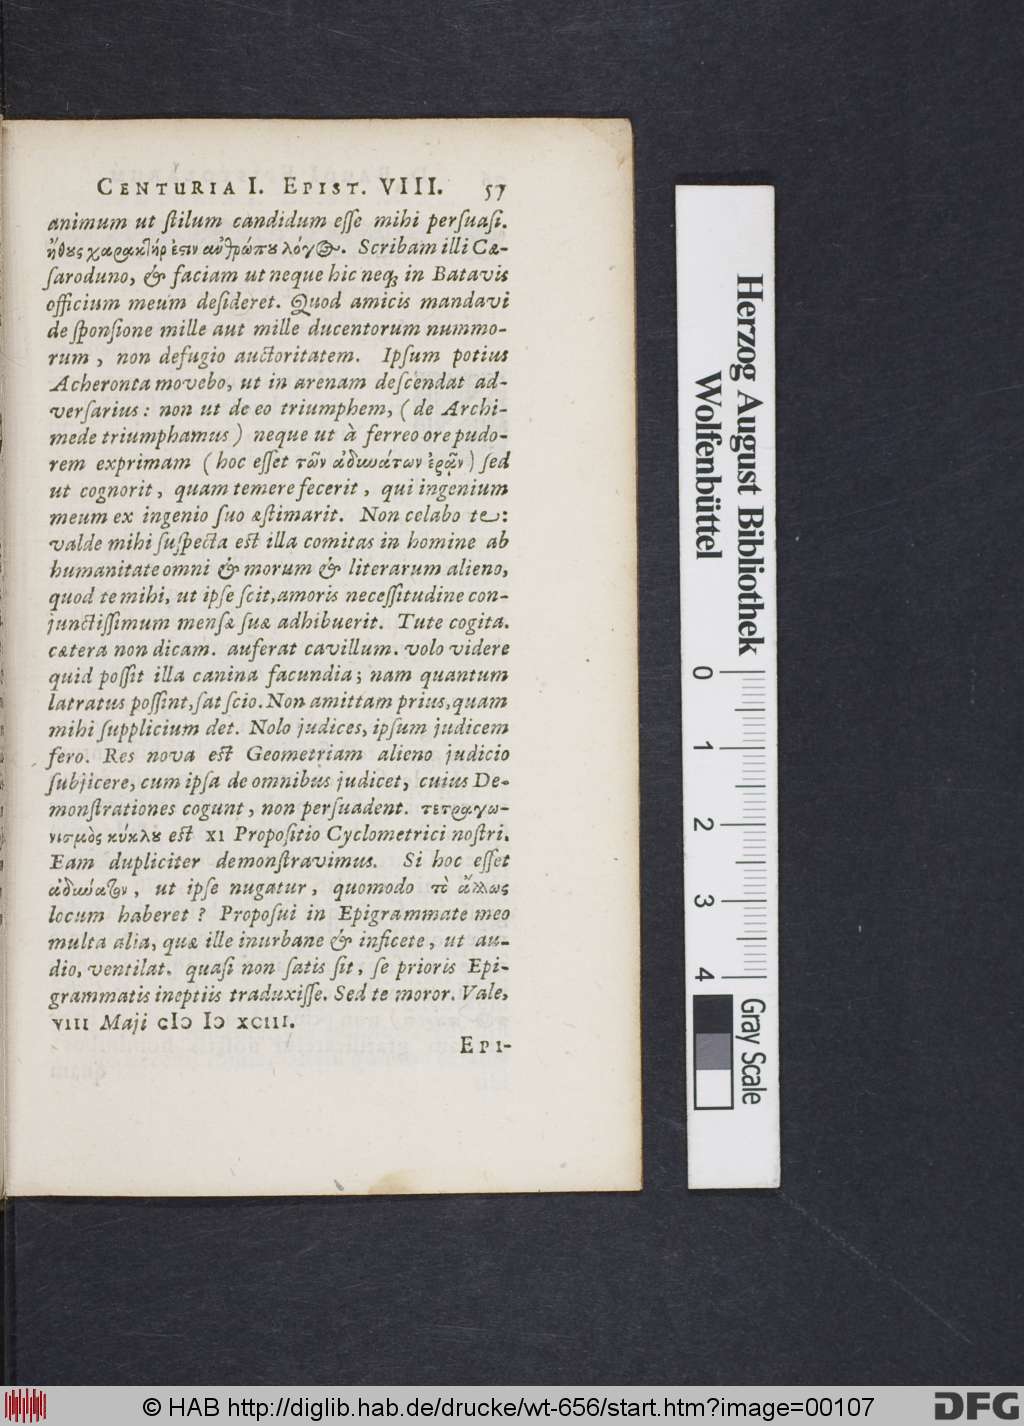 CENTURIA I. EPIST. VIII. 57
animum ut ſtilum candidum eſſe mihi perſuaſi.
ἤθους χαρακτήρ ἐστιν ἀνθρώπου λόγος. Scribam illi Cæ-
ſaroduno, & faciam ut neque hic neq; in Batavis
officium meum deſideret. Quod amicis mandavi
de ſponſione mille aut mille ducentorum nummo-
rum, non defugio auctoritatem. Ipſum potius
Acheronta movebo, ut in arenam deſcendat ad-
verſarius: non ut de eo triumphem, (de Archi-
mede triumphamus) neque ut à ferreo ore pudo-
rem exprimam (hoc eſſet τῶν ἀδυνάτων ἐρᾷν) ſed
ut cognorit, quam temere fecerit, qui ingenium
meum ex ingenio ſuo æſtimarit. Non celabo te:
valde mihi ſuſpecta eſt illa comitas in homine ab
humanitate omni & morum & literarum alieno,
quod te mihi, ut ipſe ſcit, amoris neceſſitudine con-
junctiſſimum menſæ ſuæ adhibuerit. Tute cogita.
cætera non dicam. auferat cavillum. volo videre
quid poſſit illa canina facundia; nam quantum
latratus poſſint, ſat ſcio. Non amittam prius, quam
mihi ſupplicium det. Nolo judices, ipſum judicem
fero. Res nova eſt Geometriam alieno judicio
ſubjicere, cum ipſa de omnibus judicet, cuius De-
monſtrationes cogunt, non perſuadent. τετραγω-
νισμὸς κύκλου eſt XI Propoſitio Cyclometrici noſtri.
Eam dupliciter demonſtravimus. Si hoc eſſet
ἀδύνατον, ut ipſe nugatur, quomodo τὸ ἄλλως
locum haberet? Propoſui in Epigrammate meo
multa alia, quæ ille inurbane & inficete, ut au-
dio, ventilat. quaſi non ſatis ſit, ſe prioris Epi-
grammatis ineptiis traduxiſſe. Sed te moror. Vale,
VIII Maji CIↃ IↃ XCIII.
EPI-
Herzog August Bibliothek
Wolfenbüttel
0 1 2 3 4
Gray Scale
© HAB http://diglib.hab.de/drucke/wt-656/start.htm?image=00107
DFG